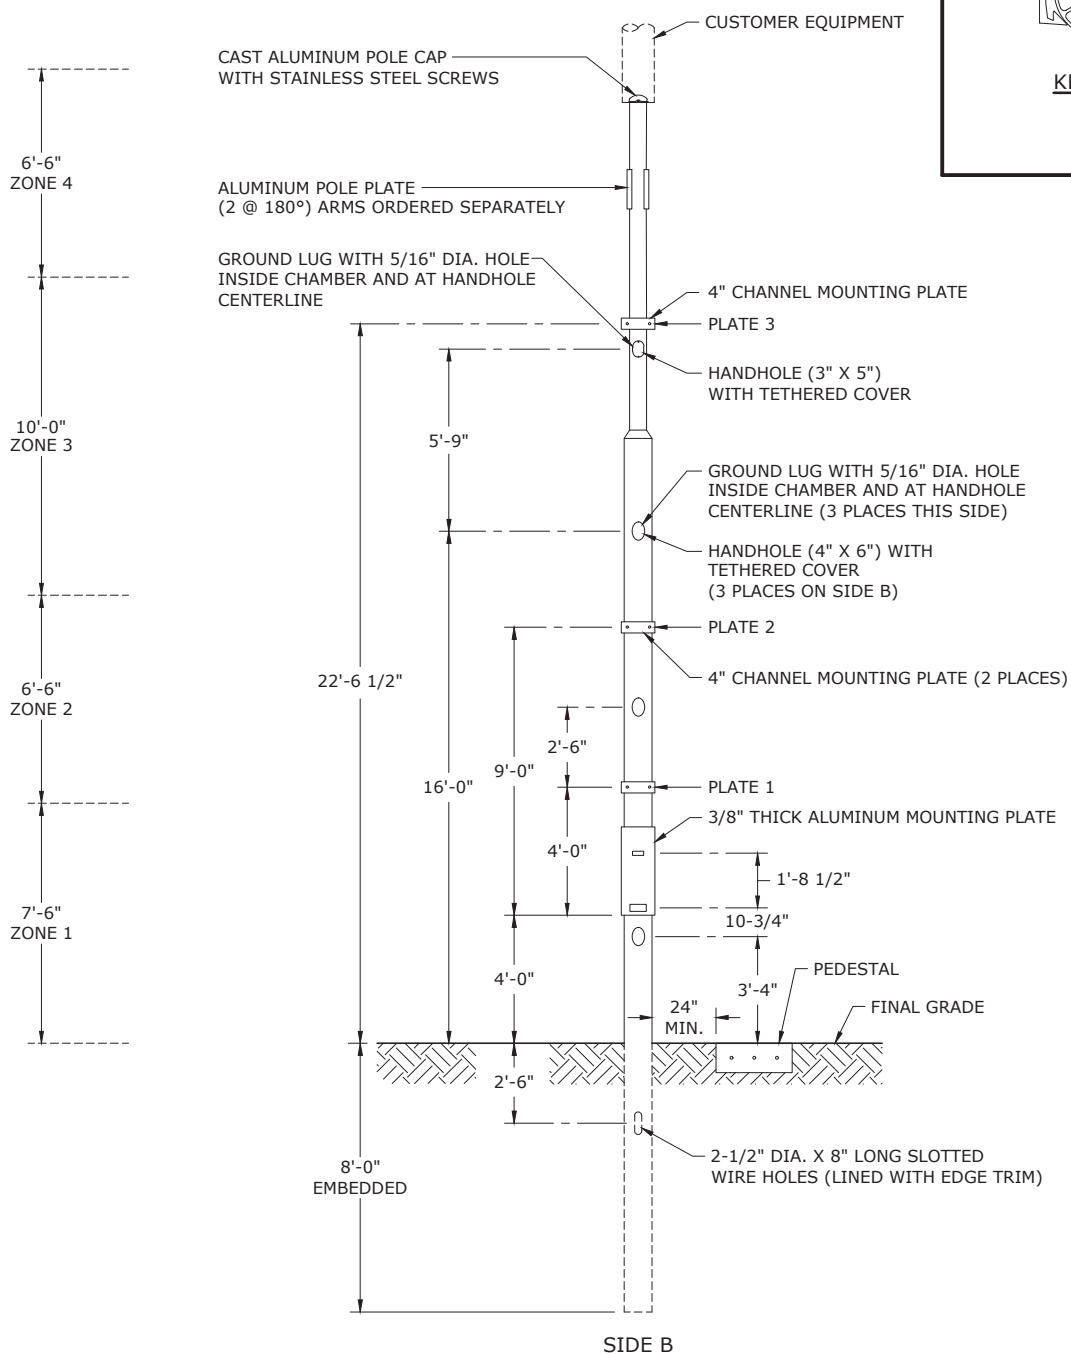 CUSTOMER EQUIPMENT
CAST ALUMINUM POLE CAP
WITH STAINLESS STEEL SCREWS
6'-6"
ZONE 4
ALUMINUM POLE PLATE
(2 @ 180°) ARMS ORDERED SEPARATELY
GROUND LUG WITH 5/16" DIA. HOLE
INSIDE CHAMBER AND AT HANDHOLE
CENTERLINE
4" CHANNEL MOUNTING PLATE
PLATE 3
HANDHOLE (3" X 5")
WITH TETHERED COVER
10'-0"
ZONE 3
5'-9"
GROUND LUG WITH 5/16" DIA. HOLE
INSIDE CHAMBER AND AT HANDHOLE
CENTERLINE (3 PLACES THIS SIDE)
HANDHOLE (4" X 6") WITH
TETHERED COVER
(3 PLACES ON SIDE B)
PLATE 2
4" CHANNEL MOUNTING PLATE (2 PLACES)
6'-6"
ZONE 2
22'-6 1/2"
2'-6"
9'-0"
16'-0"
PLATE 1
3/8" THICK ALUMINUM MOUNTING PLATE
4'-0"
1'-8 1/2"
10-3/4"
7'-6"
ZONE 1
4'-0"
3'-4"
PEDESTAL
24"
MIN.
FINAL GRADE
2'-6"
8'-0"
EMBEDDED
2-1/2" DIA. X 8" LONG SLOTTED
WIRE HOLES (LINED WITH EDGE TRIM)
SIDE B